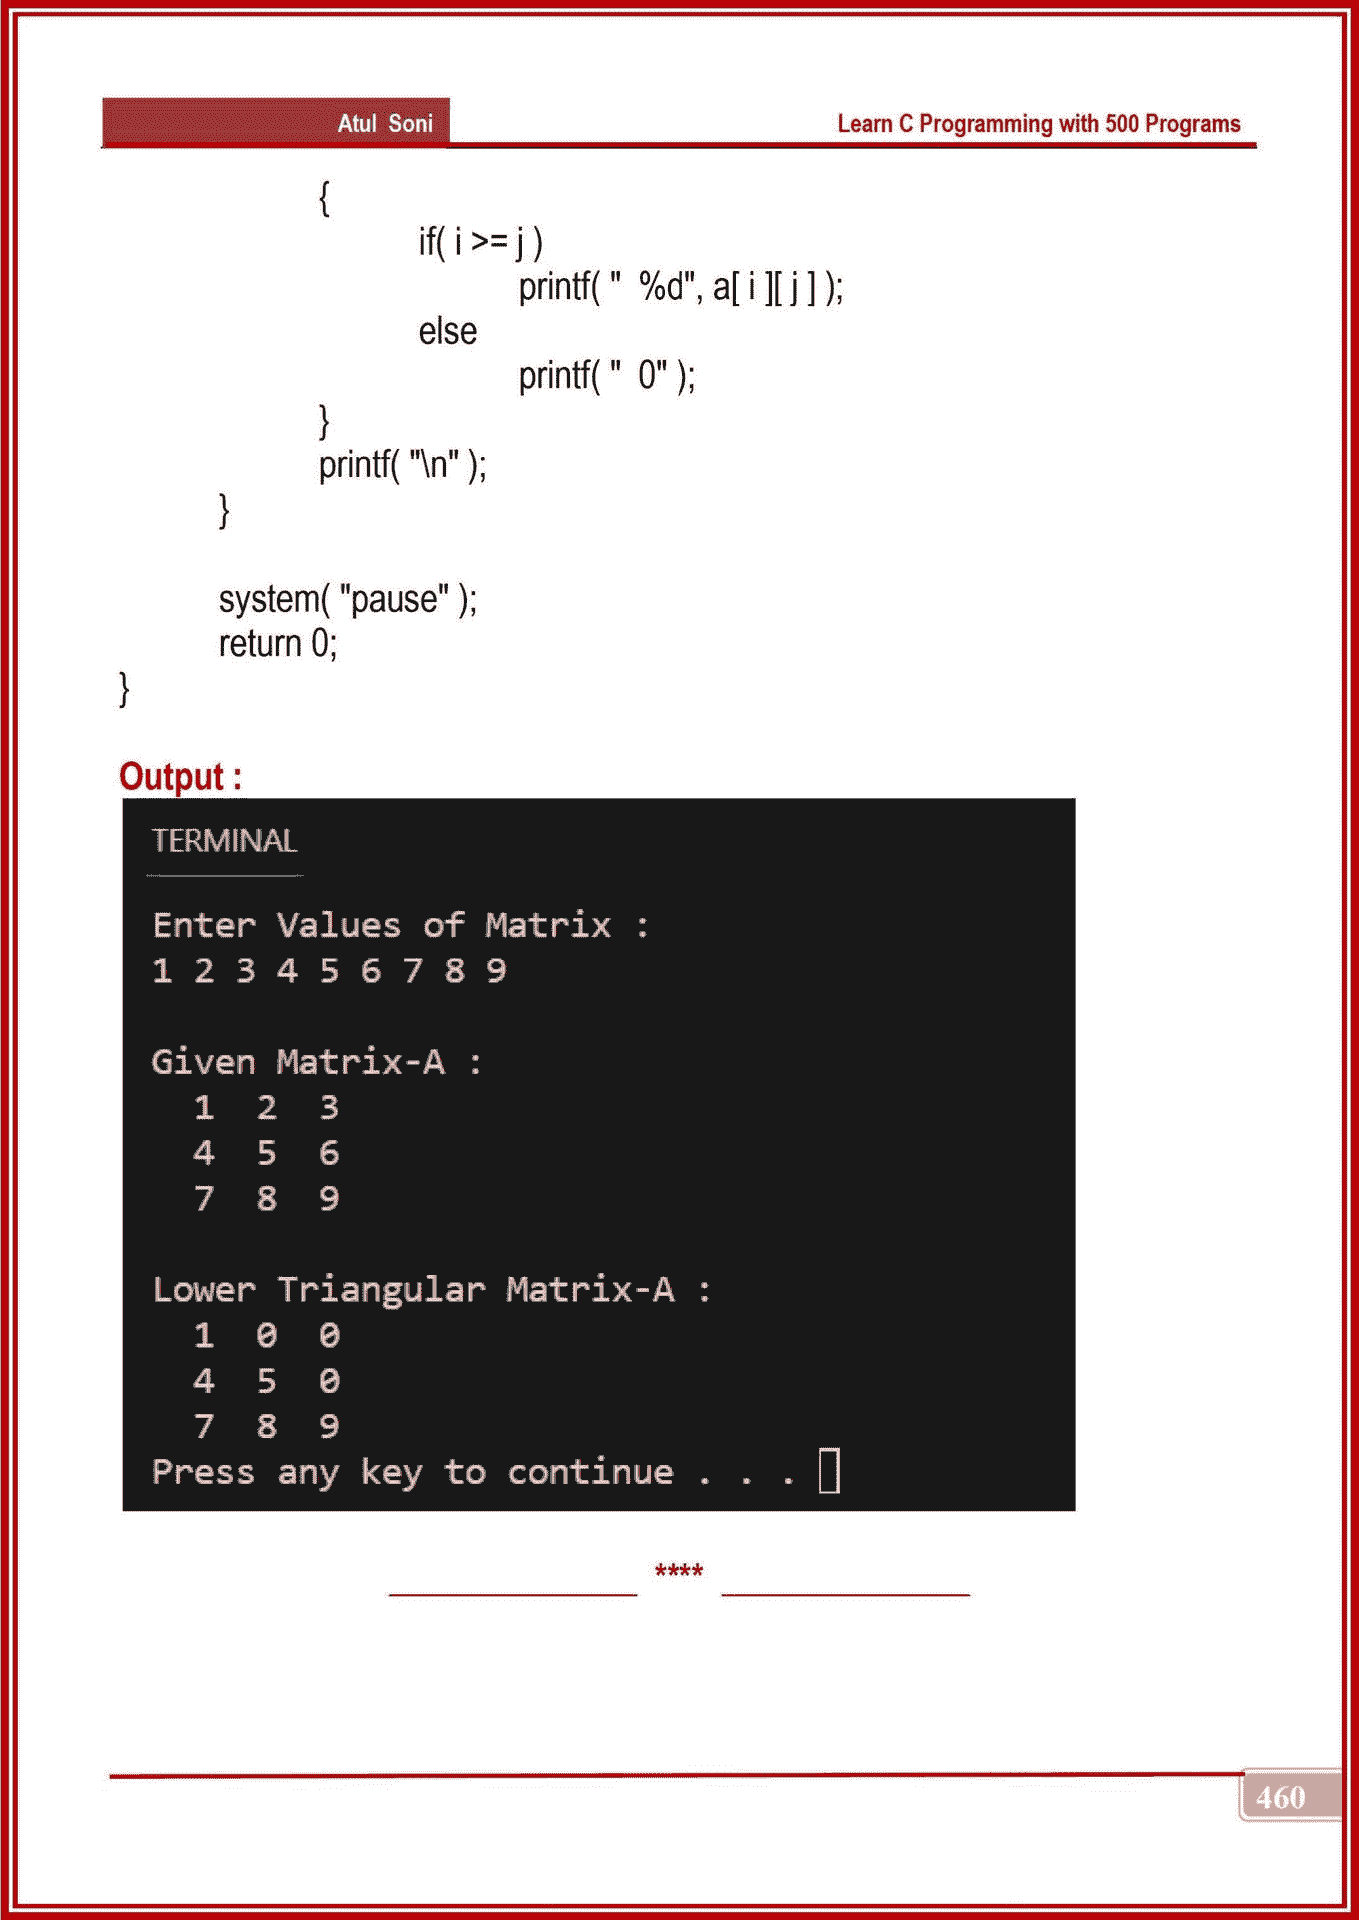 Atul  Soni
Learn C Programming with 500 Programs
{
if( i >= j )
printf( "  %d", a[ i ][ j ] );
else
printf( "  0" );
}
printf( "\n" );
}
system( "pause" );
return 0;
}
Output :
TERMINAL
Enter Values of Matrix :
1 2 3 4 5 6 7 8 9
Given Matrix-A :
1  2  3
4  5  6
7  8  9
Lower Triangular Matrix-A :
1  0  0
4  5  0
7  8  9
Press any key to continue . . .
****
460